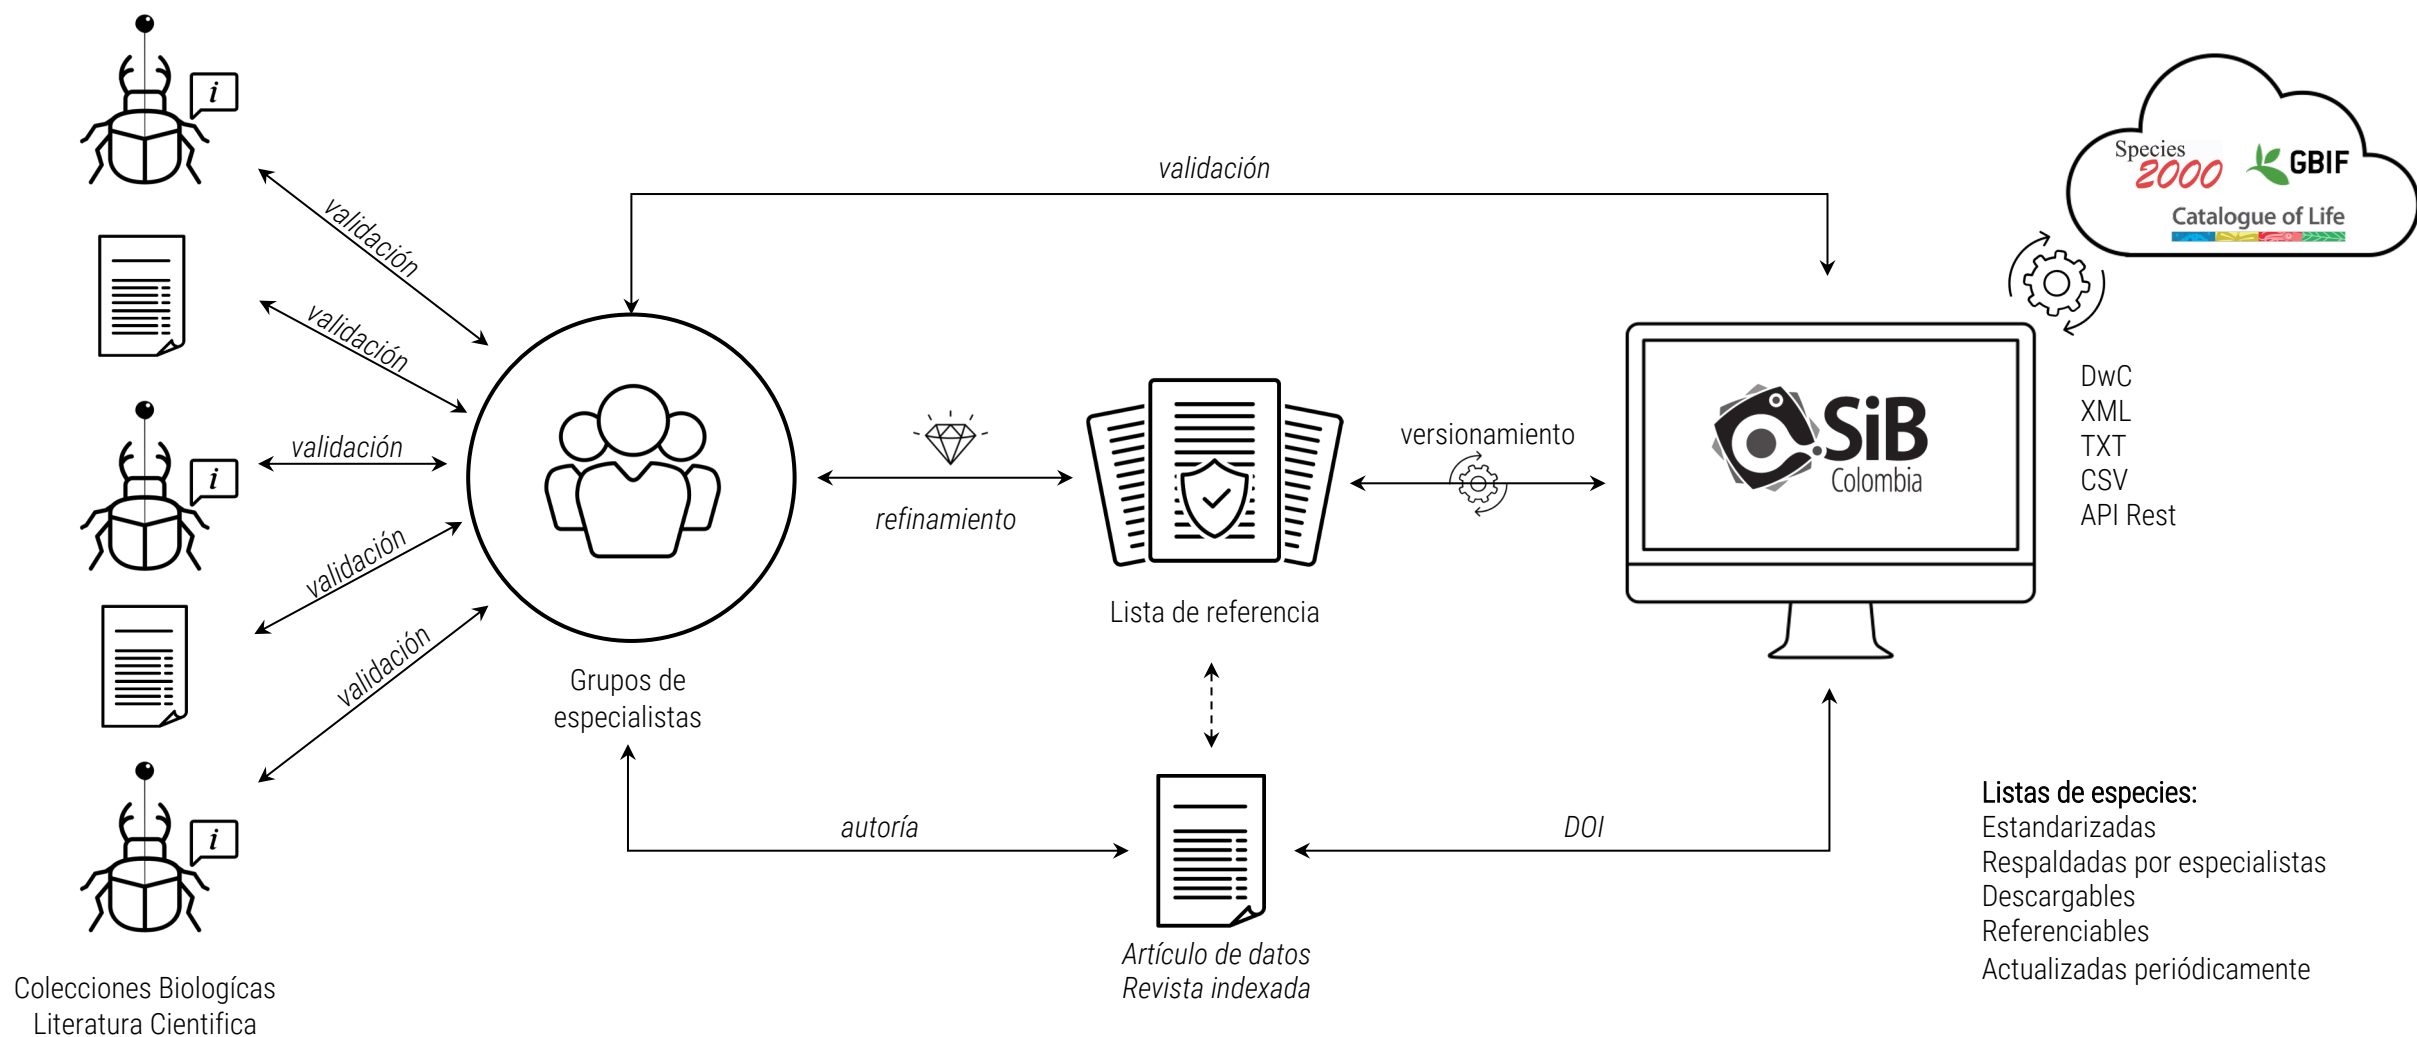 i
validación
validación
i
validación
validación
validación
i
Colecciones Biologícas
Literatura Cientifica
validación
Grupos de
especialistas
refinamiento
Lista de referencia
versionamiento
autoría
DOI
Artículo de datos
Revista indexada
SiB
Colombia
Species
2000
GBIF
Catalogue of Life
DwC
XML
TXT
CSV
API Rest
Listas de especies:
Estandarizadas
Respaldadas por especialistas
Descargables
Referenciables
Actualizadas periódicamente